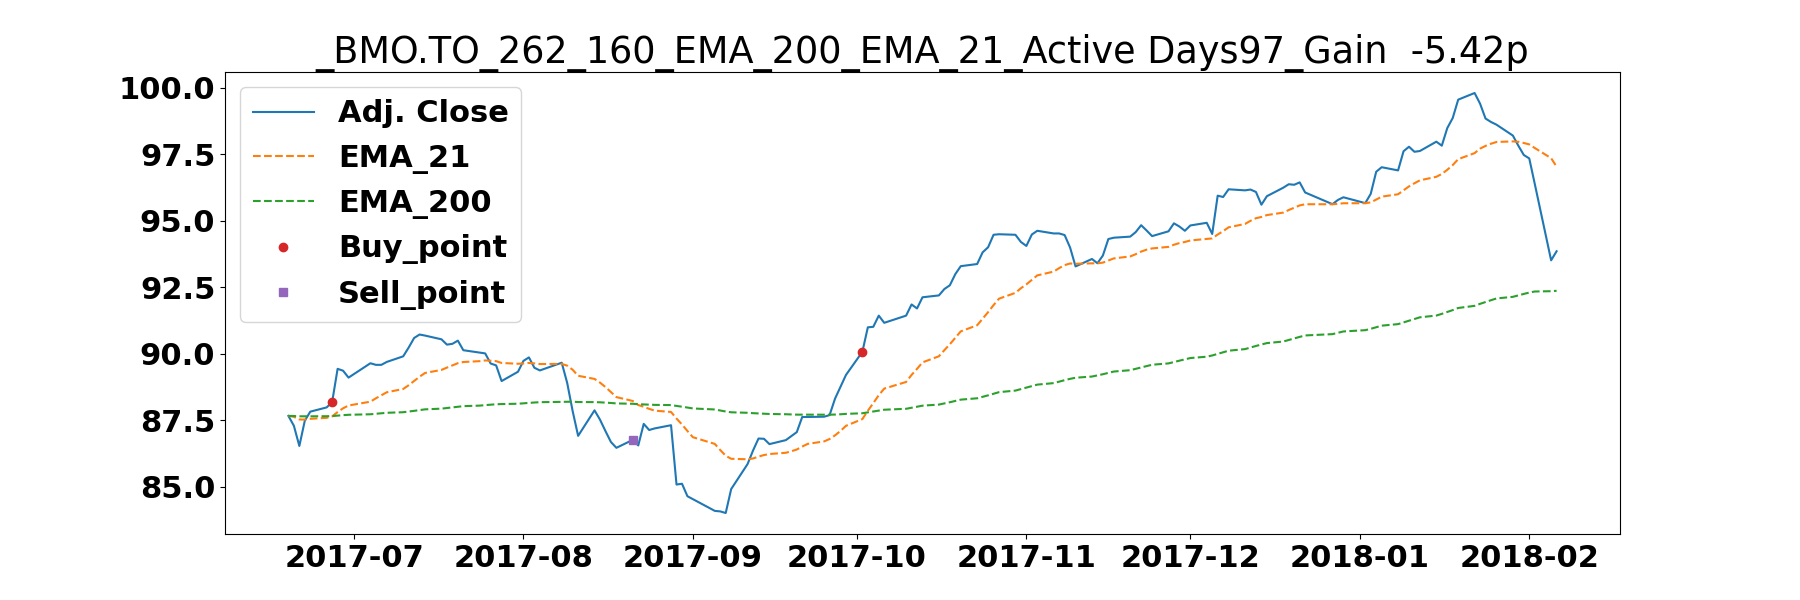 _BMO.TO_262_160_EMA_200_EMA_21_Active Days97_Gain  -5.42p
100.0
97.5
95.0
92.5
90.0
87.5
85.0
Adj. Close
EMA_21
EMA_200
Buy_point
Sell_point
2017-07 2017-08 2017-09 2017-10 2017-11 2017-12 2018-01 2018-02